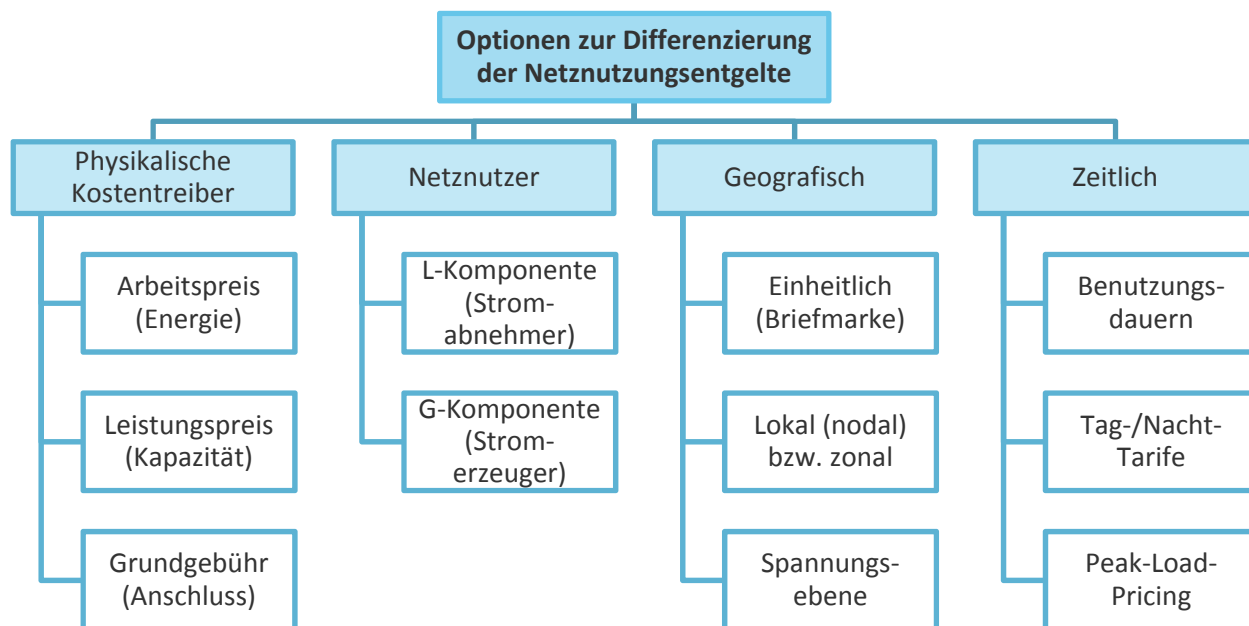 Optionen zur Differenzierung
der Netznutzungsentgelte
Physikalische
Kostentreiber
Arbeitspreis
(Energie)
Leistungspreis
(Kapazität)
Grundgebühr
(Anschluss)
Netznutzer
L-Komponente
(Strom-
abnehmer)
G-Komponente
(Strom-
erzeuger)
Geografisch
Einheitlich
(Briefmarke)
Lokal (nodal)
bzw. zonal
Spannungs-
ebene
Zeitlich
Benutzungs-
dauern
Tag-/Nacht-
Tarife
Peak-Load-
Pricing